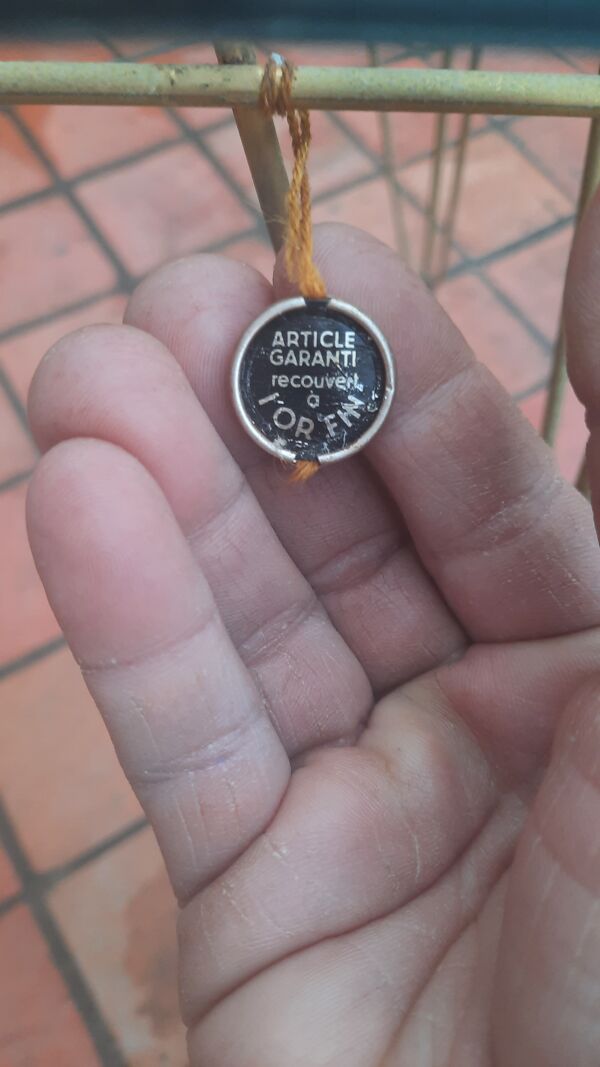 ARTICLE
GARANTI
recouvert
à
l'OR FIN